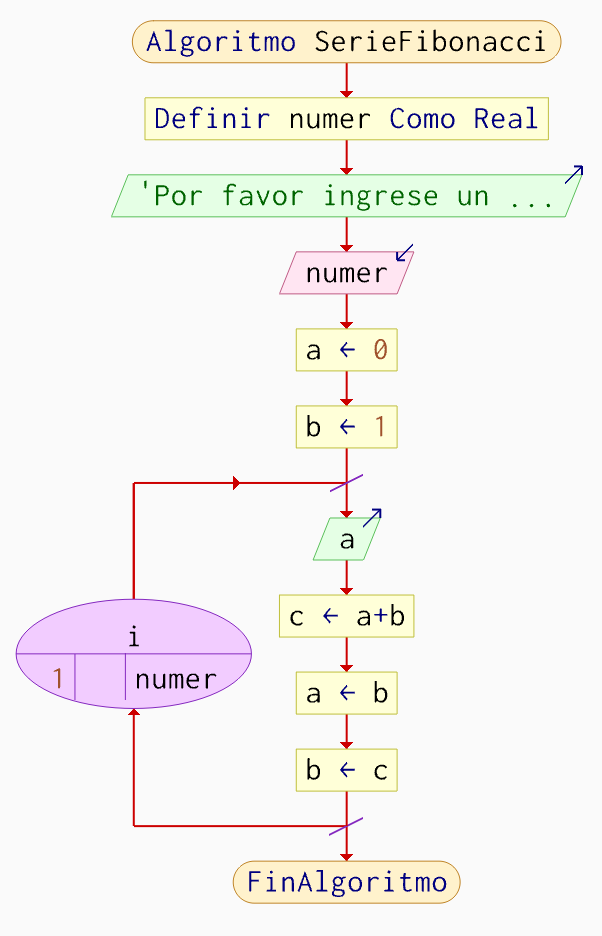 Algoritmo SerieFibonacci
Definir numer Como Real
'Por favor ingrese un ...
numer
a ← 0
b ← 1
a
c ← a+b
i
1 numer
a ← b
b ← c
FinAlgoritmo